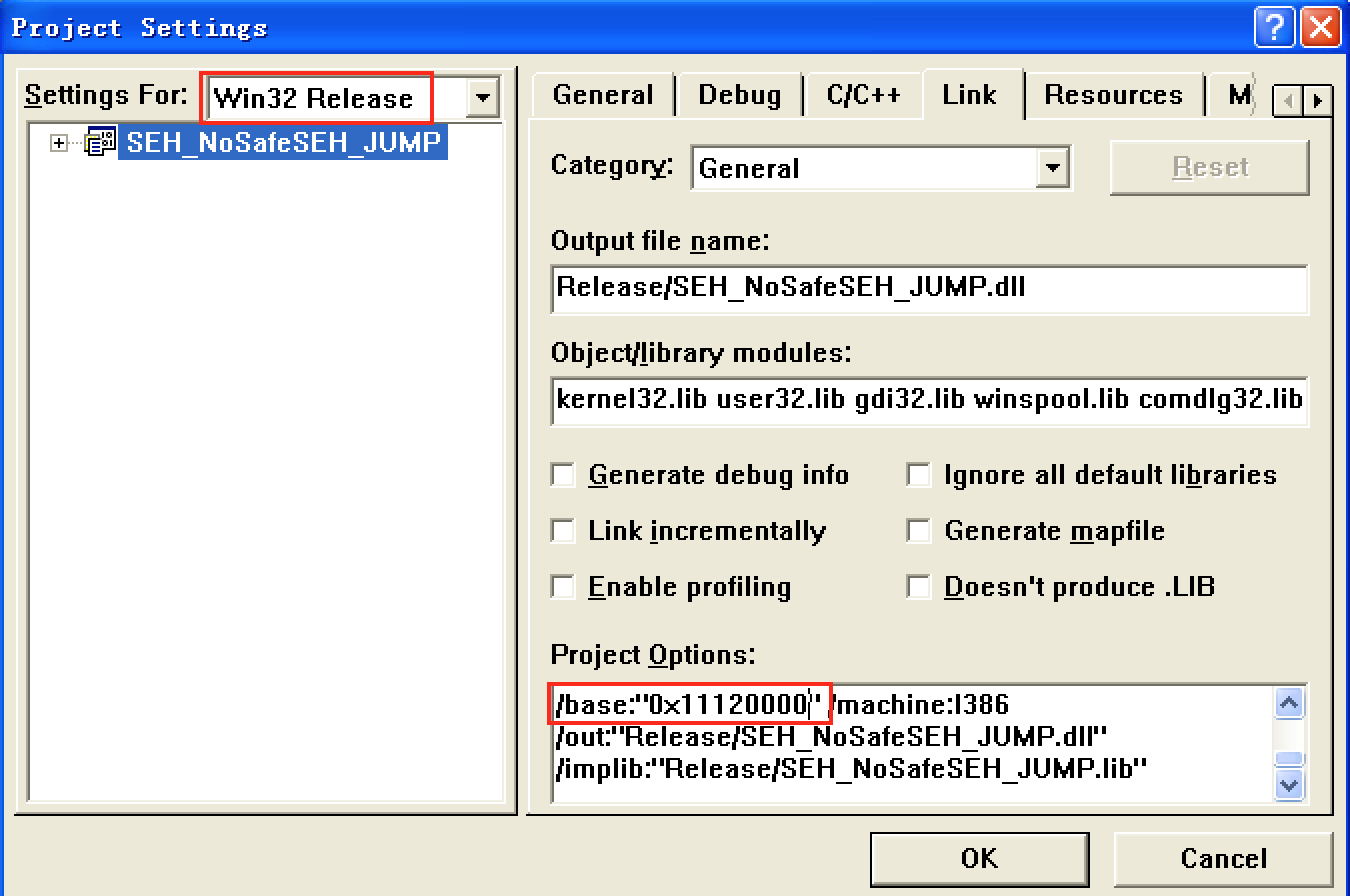 Project Settings
Settings For: Win32 Release
SEH_NoSafeSEH_JUMP
General Debug C/C++ Link Resources M
Category: General Reset
Output file name:
Release/SEH_NoSafeSEH_JUMP.dll
Object/library modules:
kernel32.lib user32.lib gdi32.lib winspool.lib comdlg32.lib
Generate debug info Ignore all default libraries
Link incrementally Generate mapfile
Enable profiling Doesn't produce .LIB
Project Options:
/base:"0x11120000" /machine:I386
/out:"Release/SEH_NoSafeSEH_JUMP.dll"
/implib:"Release/SEH_NoSafeSEH_JUMP.lib"
OK Cancel